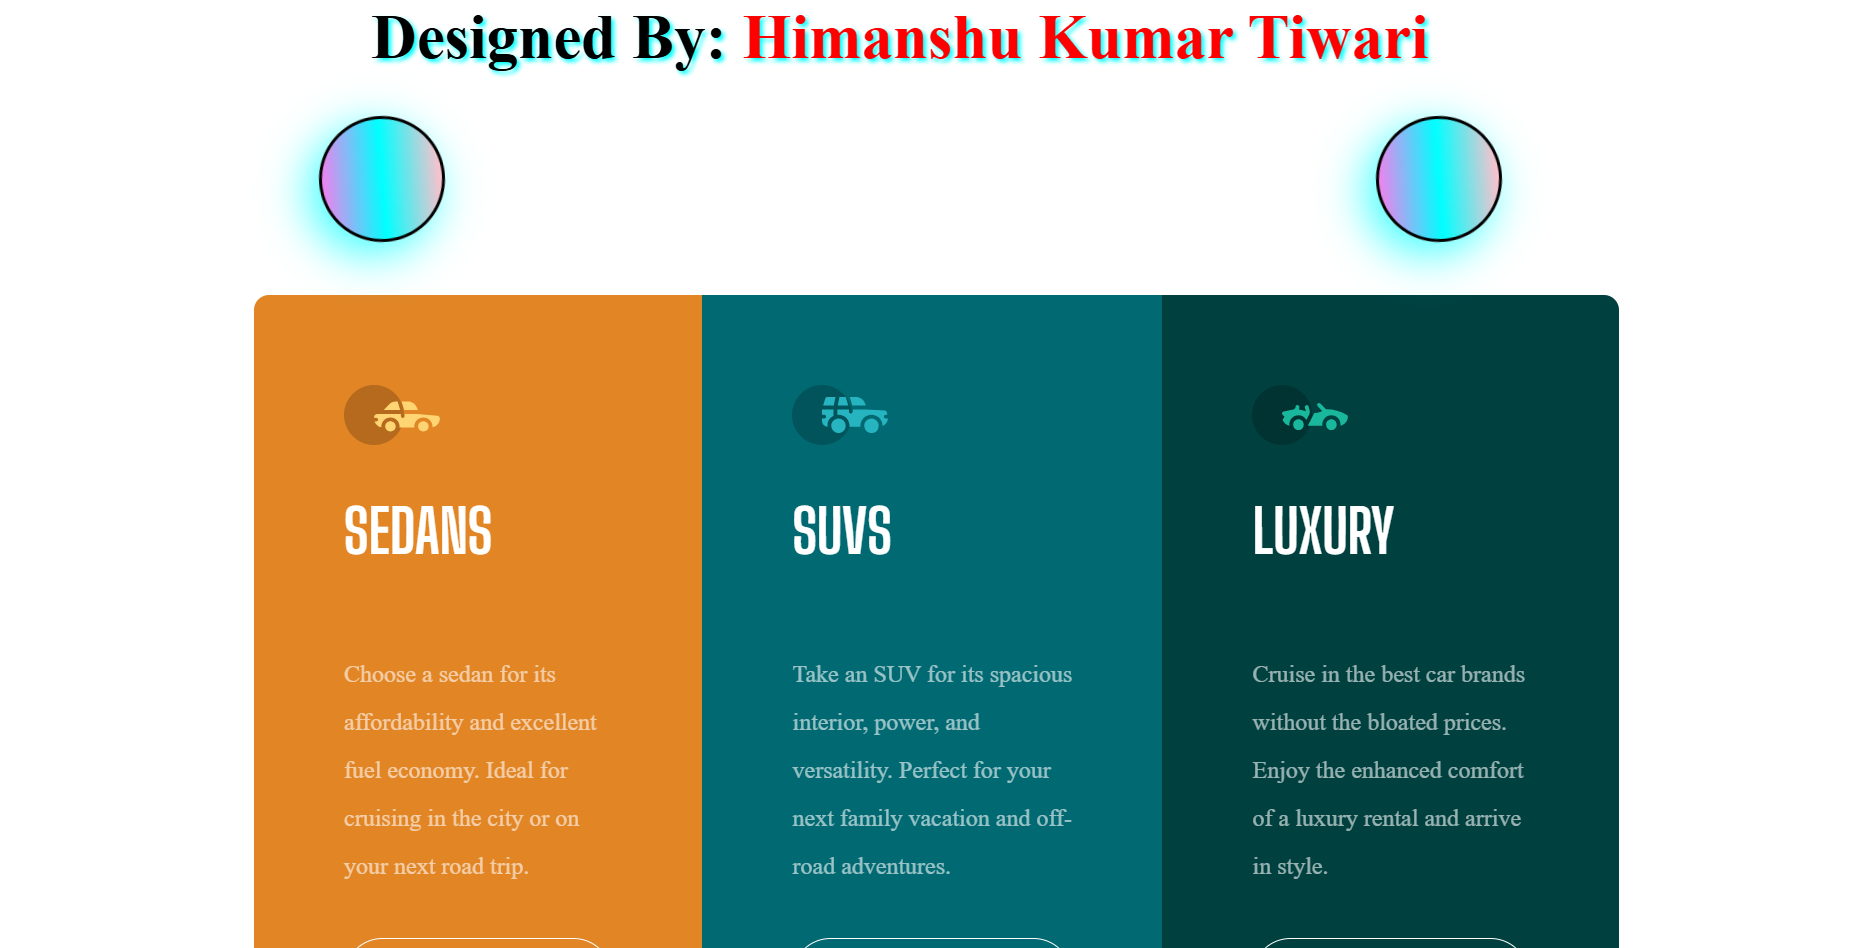 Designed By: Himanshu Kumar Tiwari
SEDANS
Choose a sedan for its
affordability and excellent
fuel economy. Ideal for
cruising in the city or on
your next road trip.
SUVS
Take an SUV for its spacious
interior, power, and
versatility. Perfect for your
next family vacation and off-
road adventures.
LUXURY
Cruise in the best car brands
without the bloated prices.
Enjoy the enhanced comfort
of a luxury rental and arrive
in style.